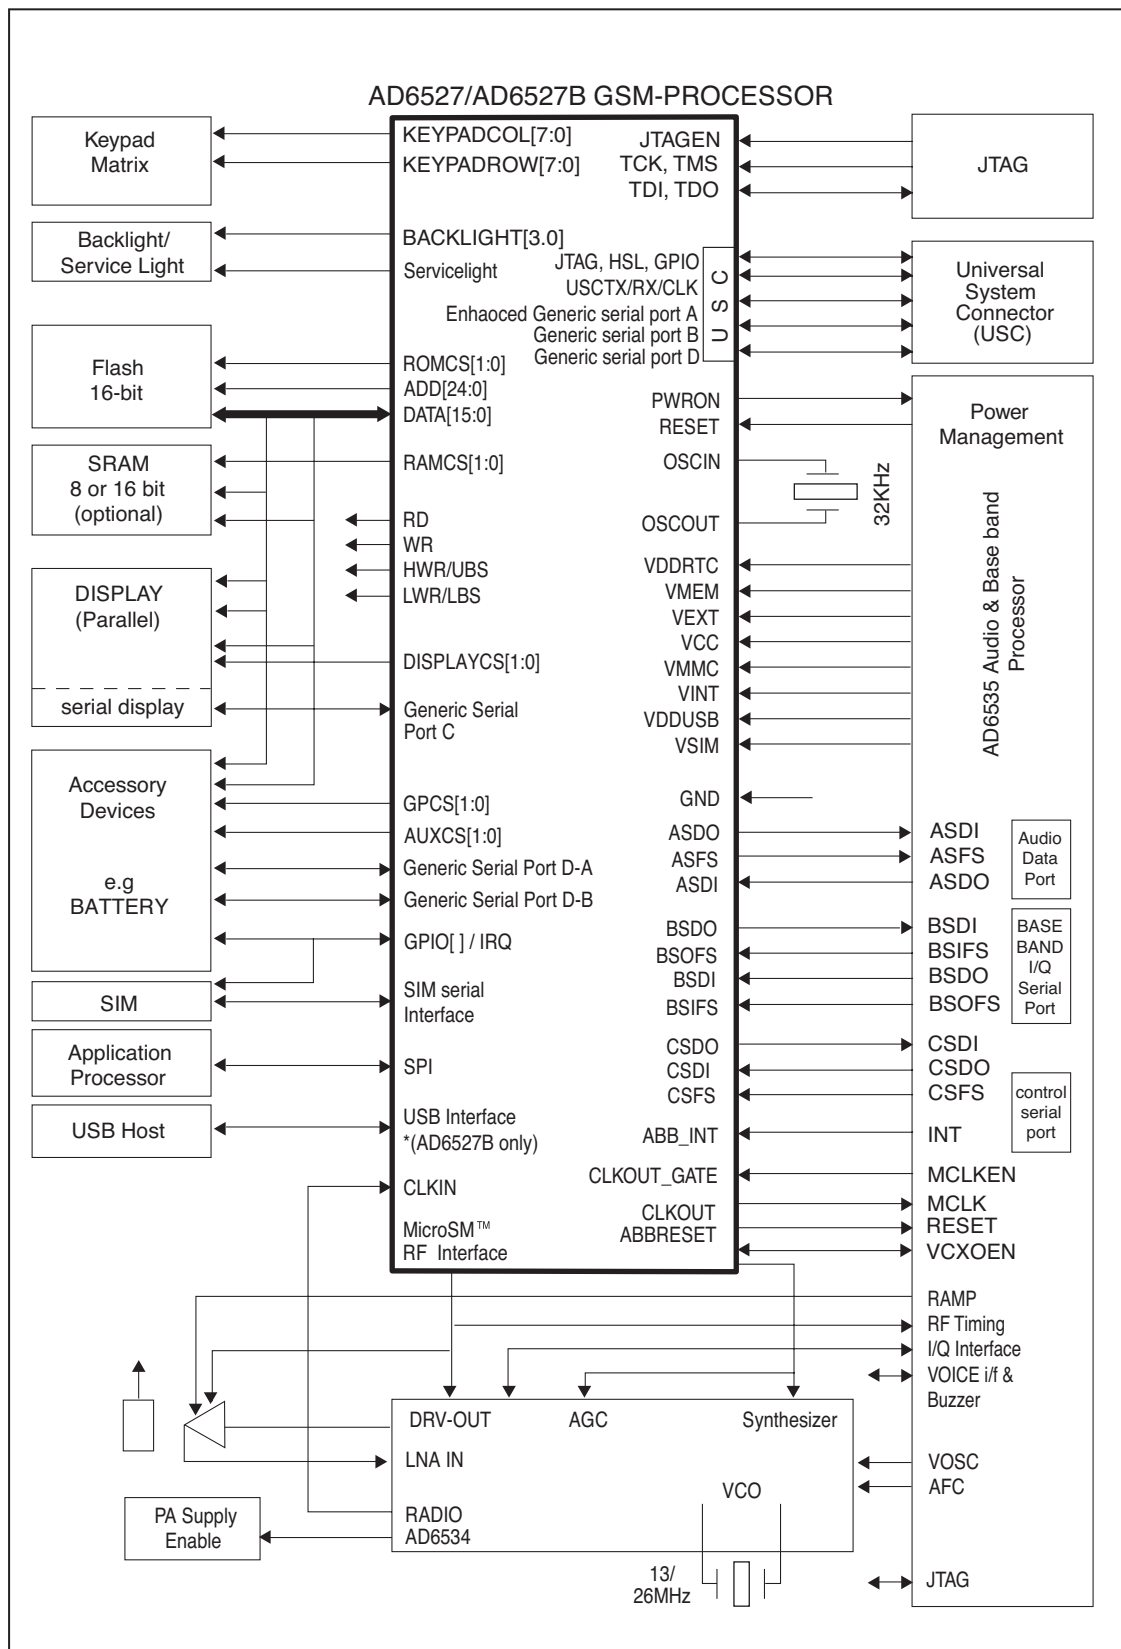 AD6527/AD6527B GSM-PROCESSOR
Keypad
Matrix
Backlight/
Service Light
Flash
16-bit
SRAM
8 or 16 bit
(optional)
DISPLAY
(Parallel)
serial display
Accessory
Devices
e.g
BATTERY
SIM
Application
Processor
USB Host
KEYPADCOL[7:0]
KEYPADROW[7:0]
BACKLIGHT[3.0]
Servicelight
ROMCS[1:0]
ADD[24:0]
DATA[15:0]
RAMCS[1:0]
RD
WR
HWR/UBS
LWR/LBS
DISPLAYCS[1:0]
Generic Serial
Port C
GPCS[1:0]
AUXCS[1:0]
Generic Serial Port D-A
Generic Serial Port D-B
GPIO[ ] / IRQ
SIM serial
Interface
SPI
USB Interface
*(AD6527B only)
CLKIN
MicroSM™
RF Interface
JTAGEN
TCK, TMS
TDI, TDO
JTAG, HSL, GPIO
USCTX/RX/CLK
Enhaoced Generic serial port A
Generic serial port B
Generic serial port D
U S C
PWRON
RESET
OSCIN
OSCOUT
32KHz
VDDRTC
VMEM
VEXT
VCC
VMMC
VINT
VDDUSB
VSIM
GND
ASDO
ASFS
ASDI
BSDO
BSOFS
BSDI
BSIFS
CSDO
CSDI
CSFS
ABB_INT
CLKOUT_GATE
CLKOUT
ABBRESET
JTAG
Universal
System
Connector
(USC)
Power
Management
AD6535 Audio & Base band
Processor
ASDI
ASFS
ASDO
Audio
Data
Port
BSDI
BSIFS
BSDO
BSOFS
BASE
BAND
I/Q
Serial
Port
CSDI
CSDO
CSFS
INT
control
serial
port
MCLKEN
MCLK
RESET
VCXOEN
RAMP
RF Timing
I/Q Interface
VOICE i/f &
Buzzer
VOSC
AFC
JTAG
DRV-OUT
AGC
Synthesizer
LNA IN
VCO
RADIO
AD6534
PA Supply
Enable
13/
26MHz